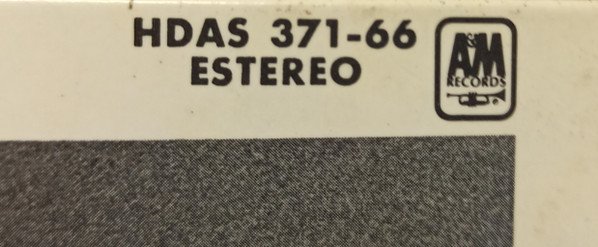 HDAS 371-66
ESTEREO
A&M
RECORDS